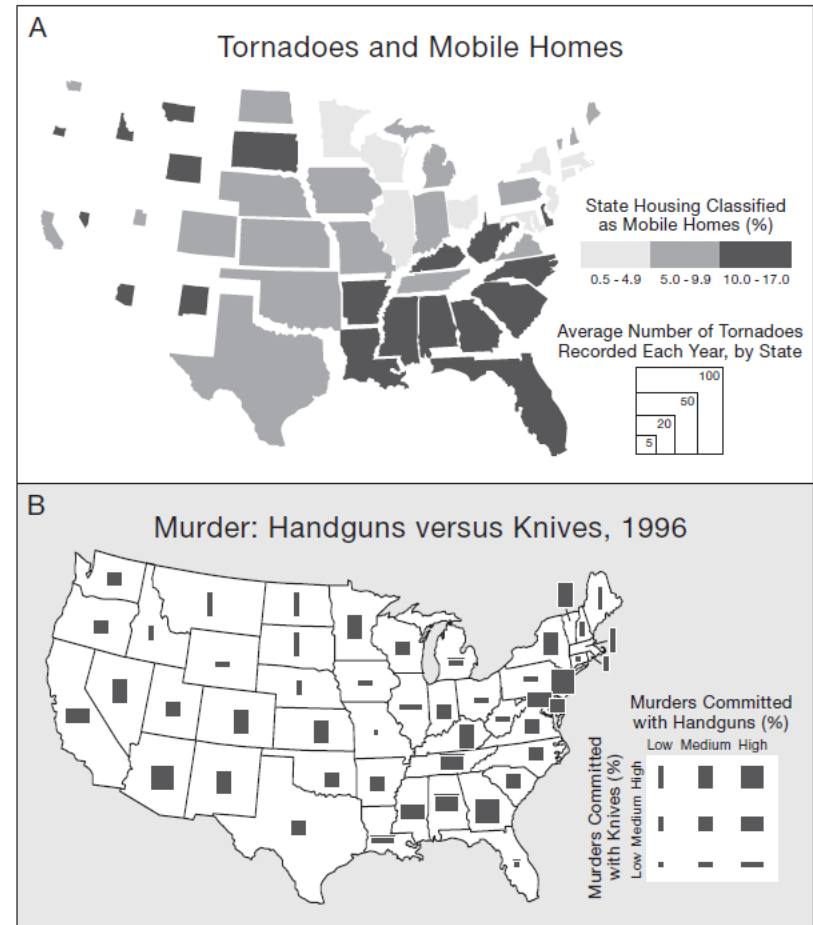 A
Tornadoes and Mobile Homes
State Housing Classified
as Mobile Homes (%)
0.5 - 4.9 5.0 - 9.9 10.0 - 17.0
Average Number of Tornadoes
Recorded Each Year, by State
100
50
20
5
B
Murder: Handguns versus Knives, 1996
Murders Committed
with Handguns (%)
Low Medium High
Murders Committed
with Knives (%)
Low Medium High